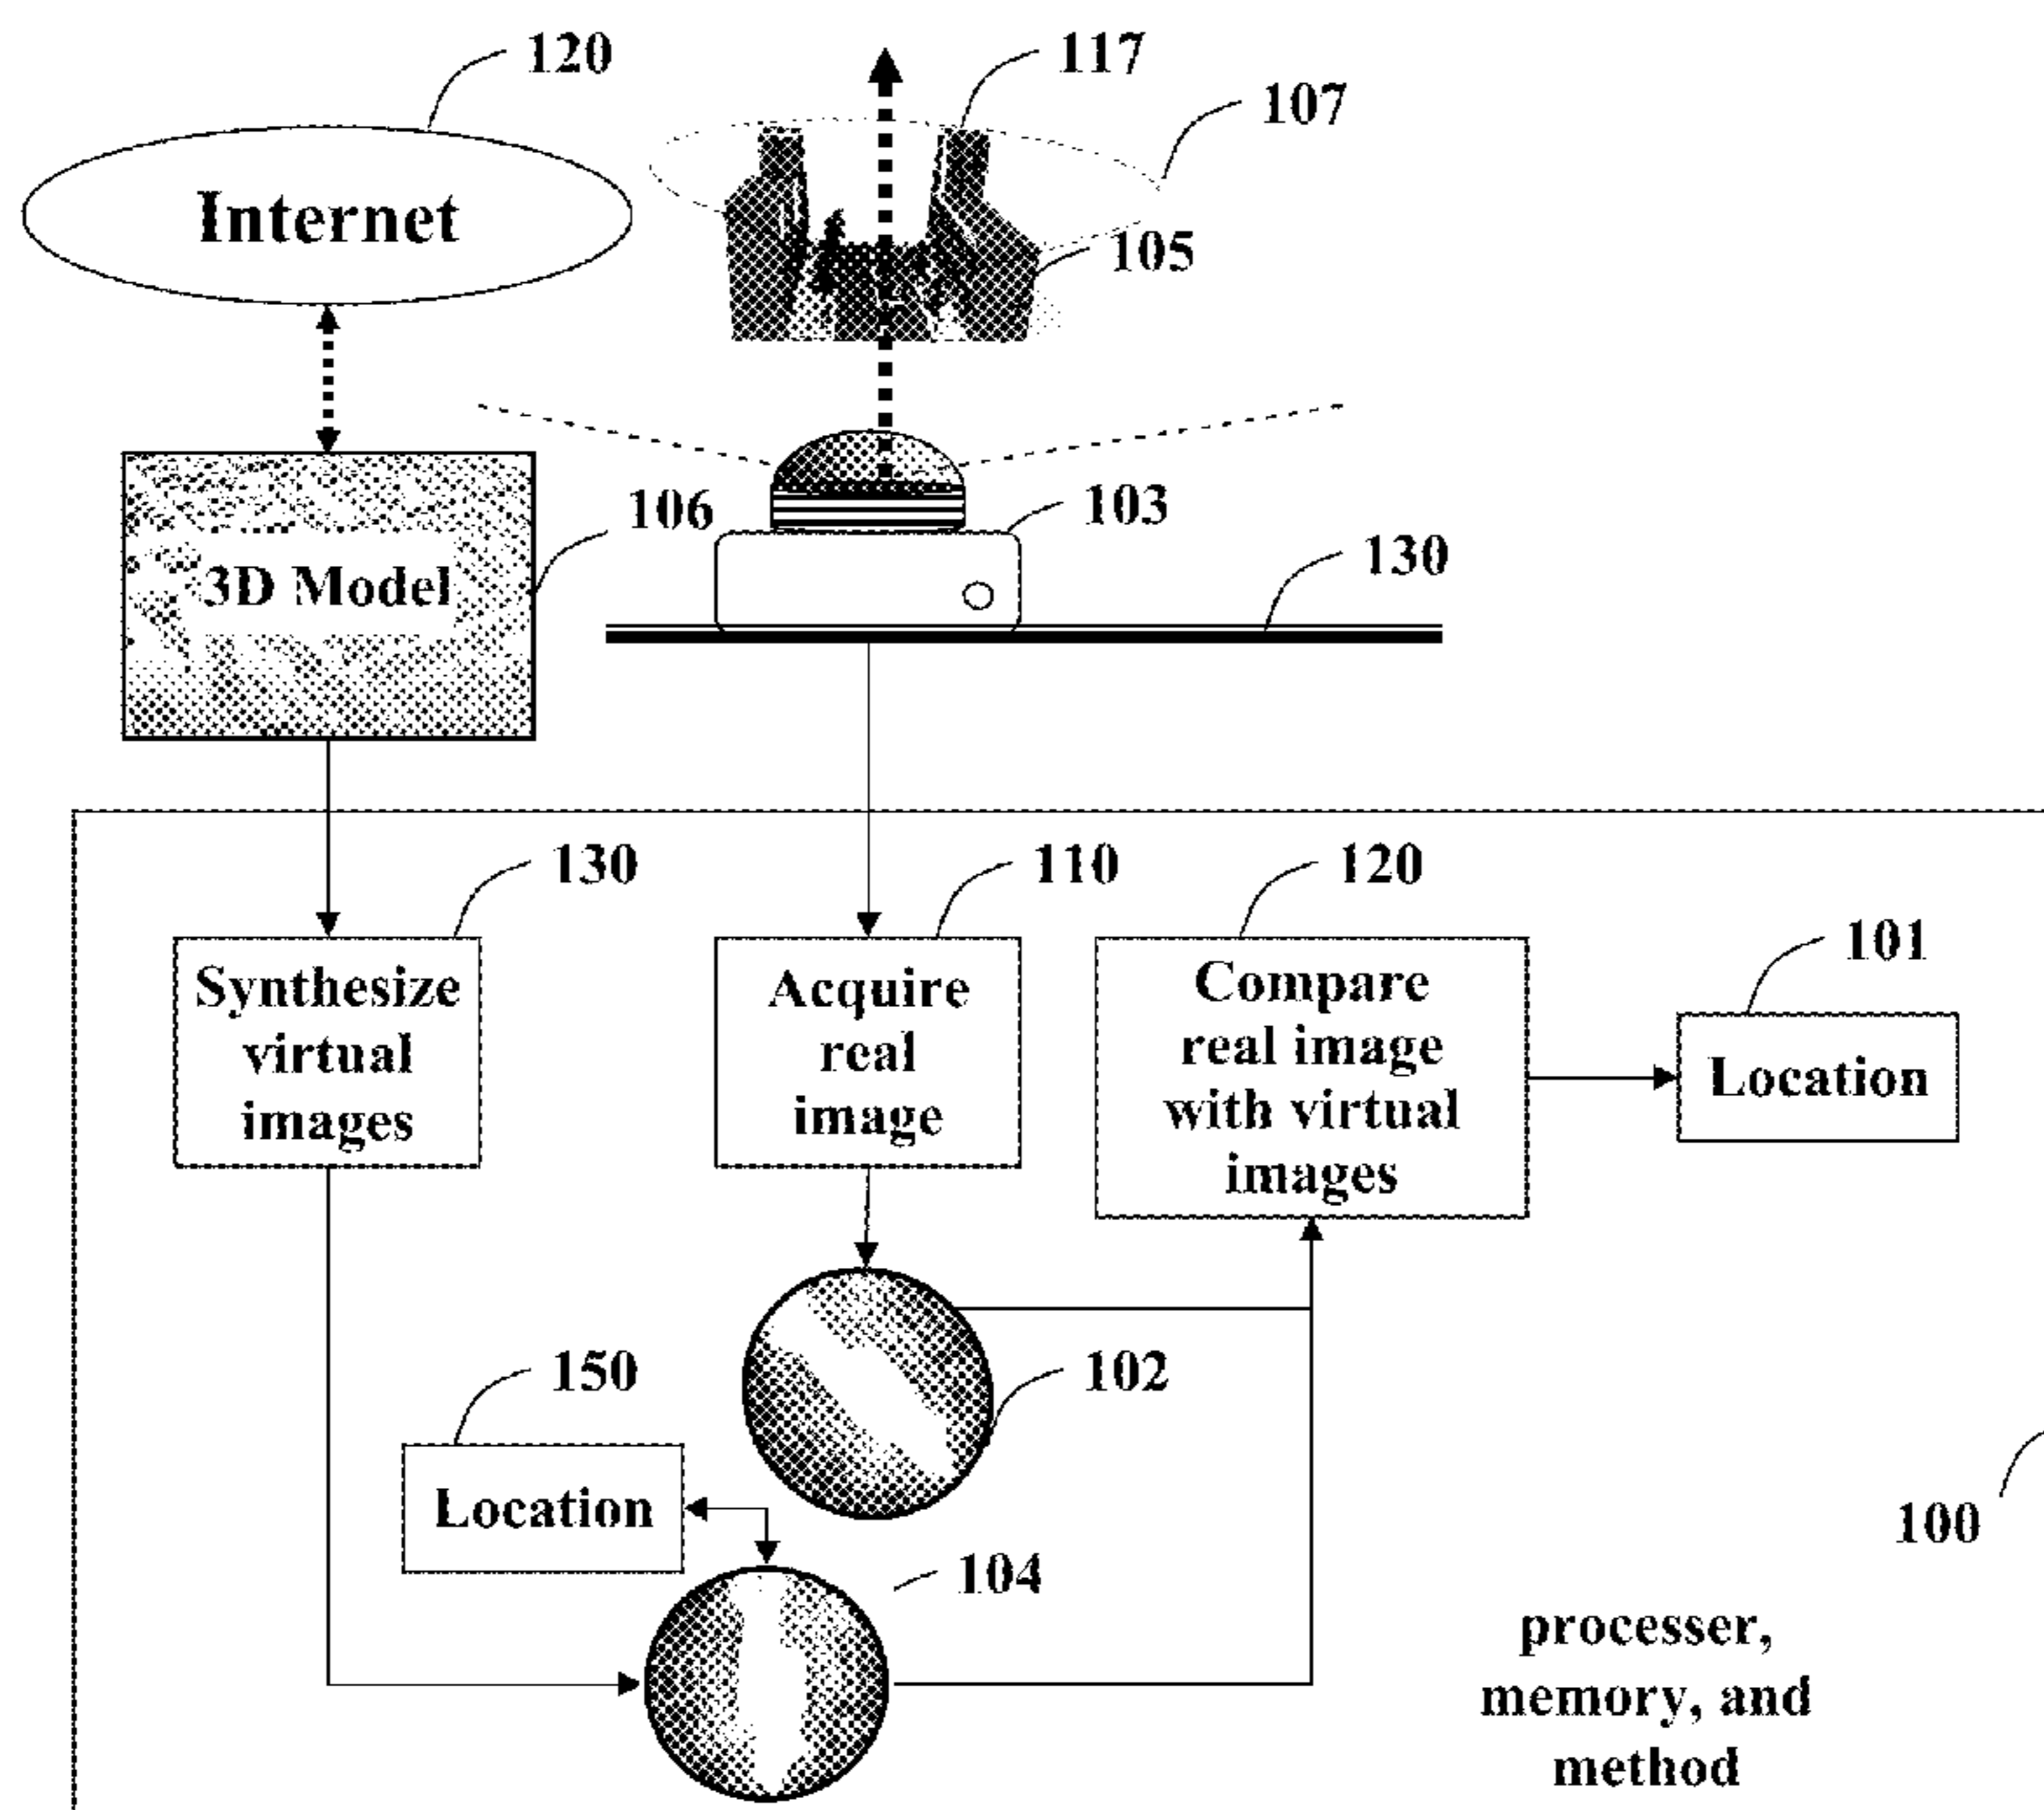 120
117
107
Internet
105
106
103
3D Model
130
130
110
120
101
Synthesize
virtual
images
Acquire
real
image
Compare
real image
with virtual
images
Location
150
102
Location
104
100
processer,
memory, and
method